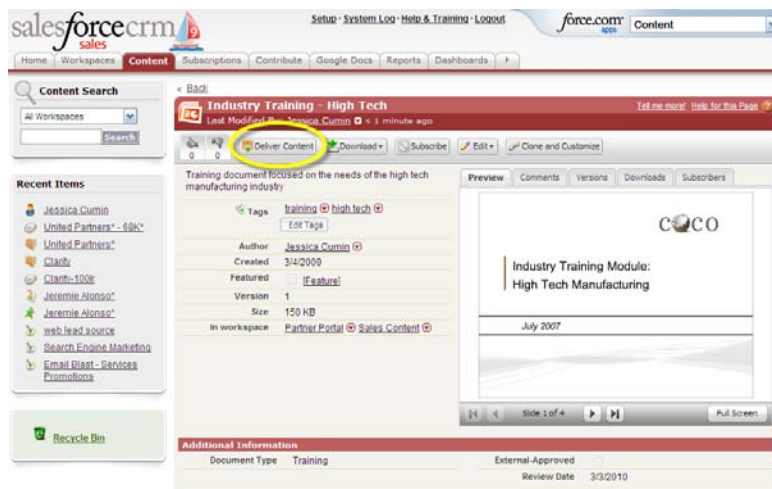 salesforcecrm
sales
Setup · System Log · Help & Training · Logout
force.com
apps
Content
Home Workspaces Content Subscriptions Contribute Google Docs Reports Dashboards
Content Search
All Workspaces
Search
Recent Items
Jessica Cumin
United Partners* - 68K*
United Partners*
Clarity
Clarity-100k
Jeremie Alonso*
Jeremie Alonso*
web lead source
Search Engine Marketing
Email Blast - Services
Promotions
Recycle Bin
« Back
Industry Training - High Tech
Last Modified By: Jessica Cumin < 1 minute ago
Tell me more! Help for this Page
0 0 Deliver Content Download Subscribe Edit Clone and Customize
Training document focused on the needs of the high tech
manufacturing industry
Tags training high tech
Edit Tags
Author Jessica Cumin
Created 3/4/2009
Featured [Feature]
Version 1
Size 150 KB
In workspace Partner Portal Sales Content
Preview Comments Versions Downloads Subscribers
coco
Industry Training Module:
High Tech Manufacturing
July 2007
Slide 1 of 4 Full Screen
Additional Information
Document Type Training
External-Approved
Review Date 3/3/2010